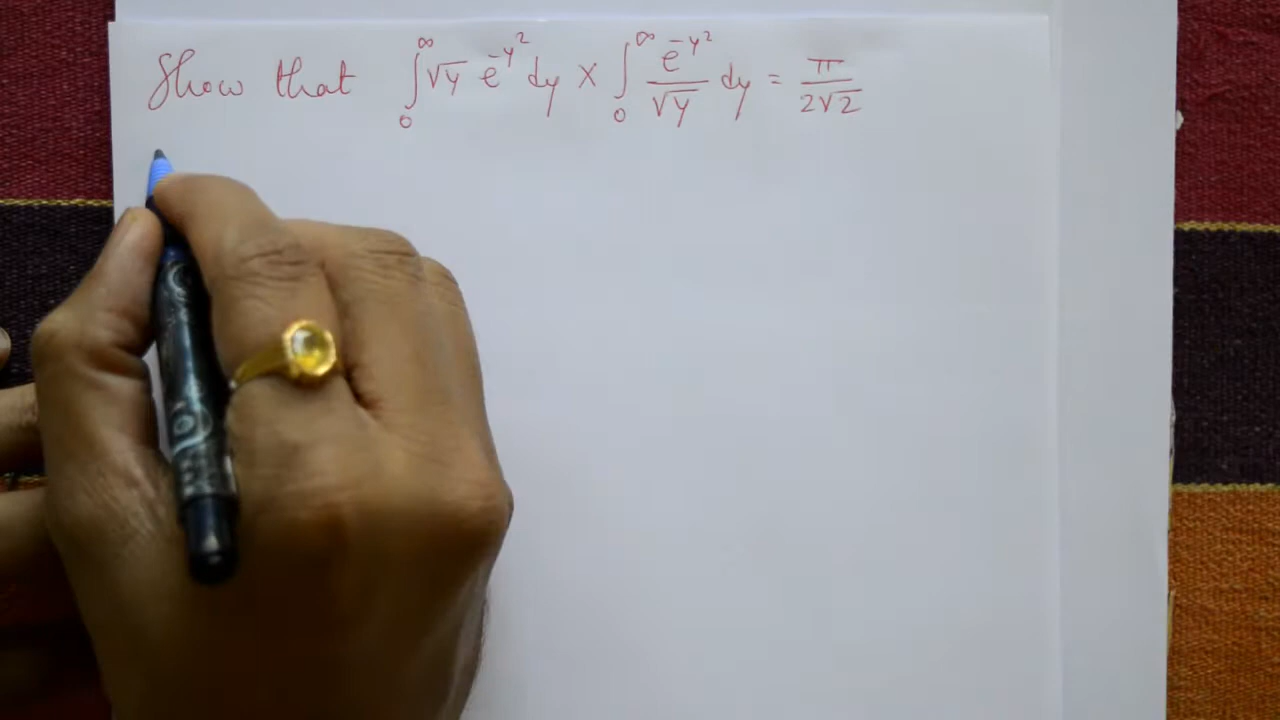 Show that ∫₀^∞ √y e^{-y²} dy × ∫₀^∞ e^{-y²}/√y dy = π/(2√2)